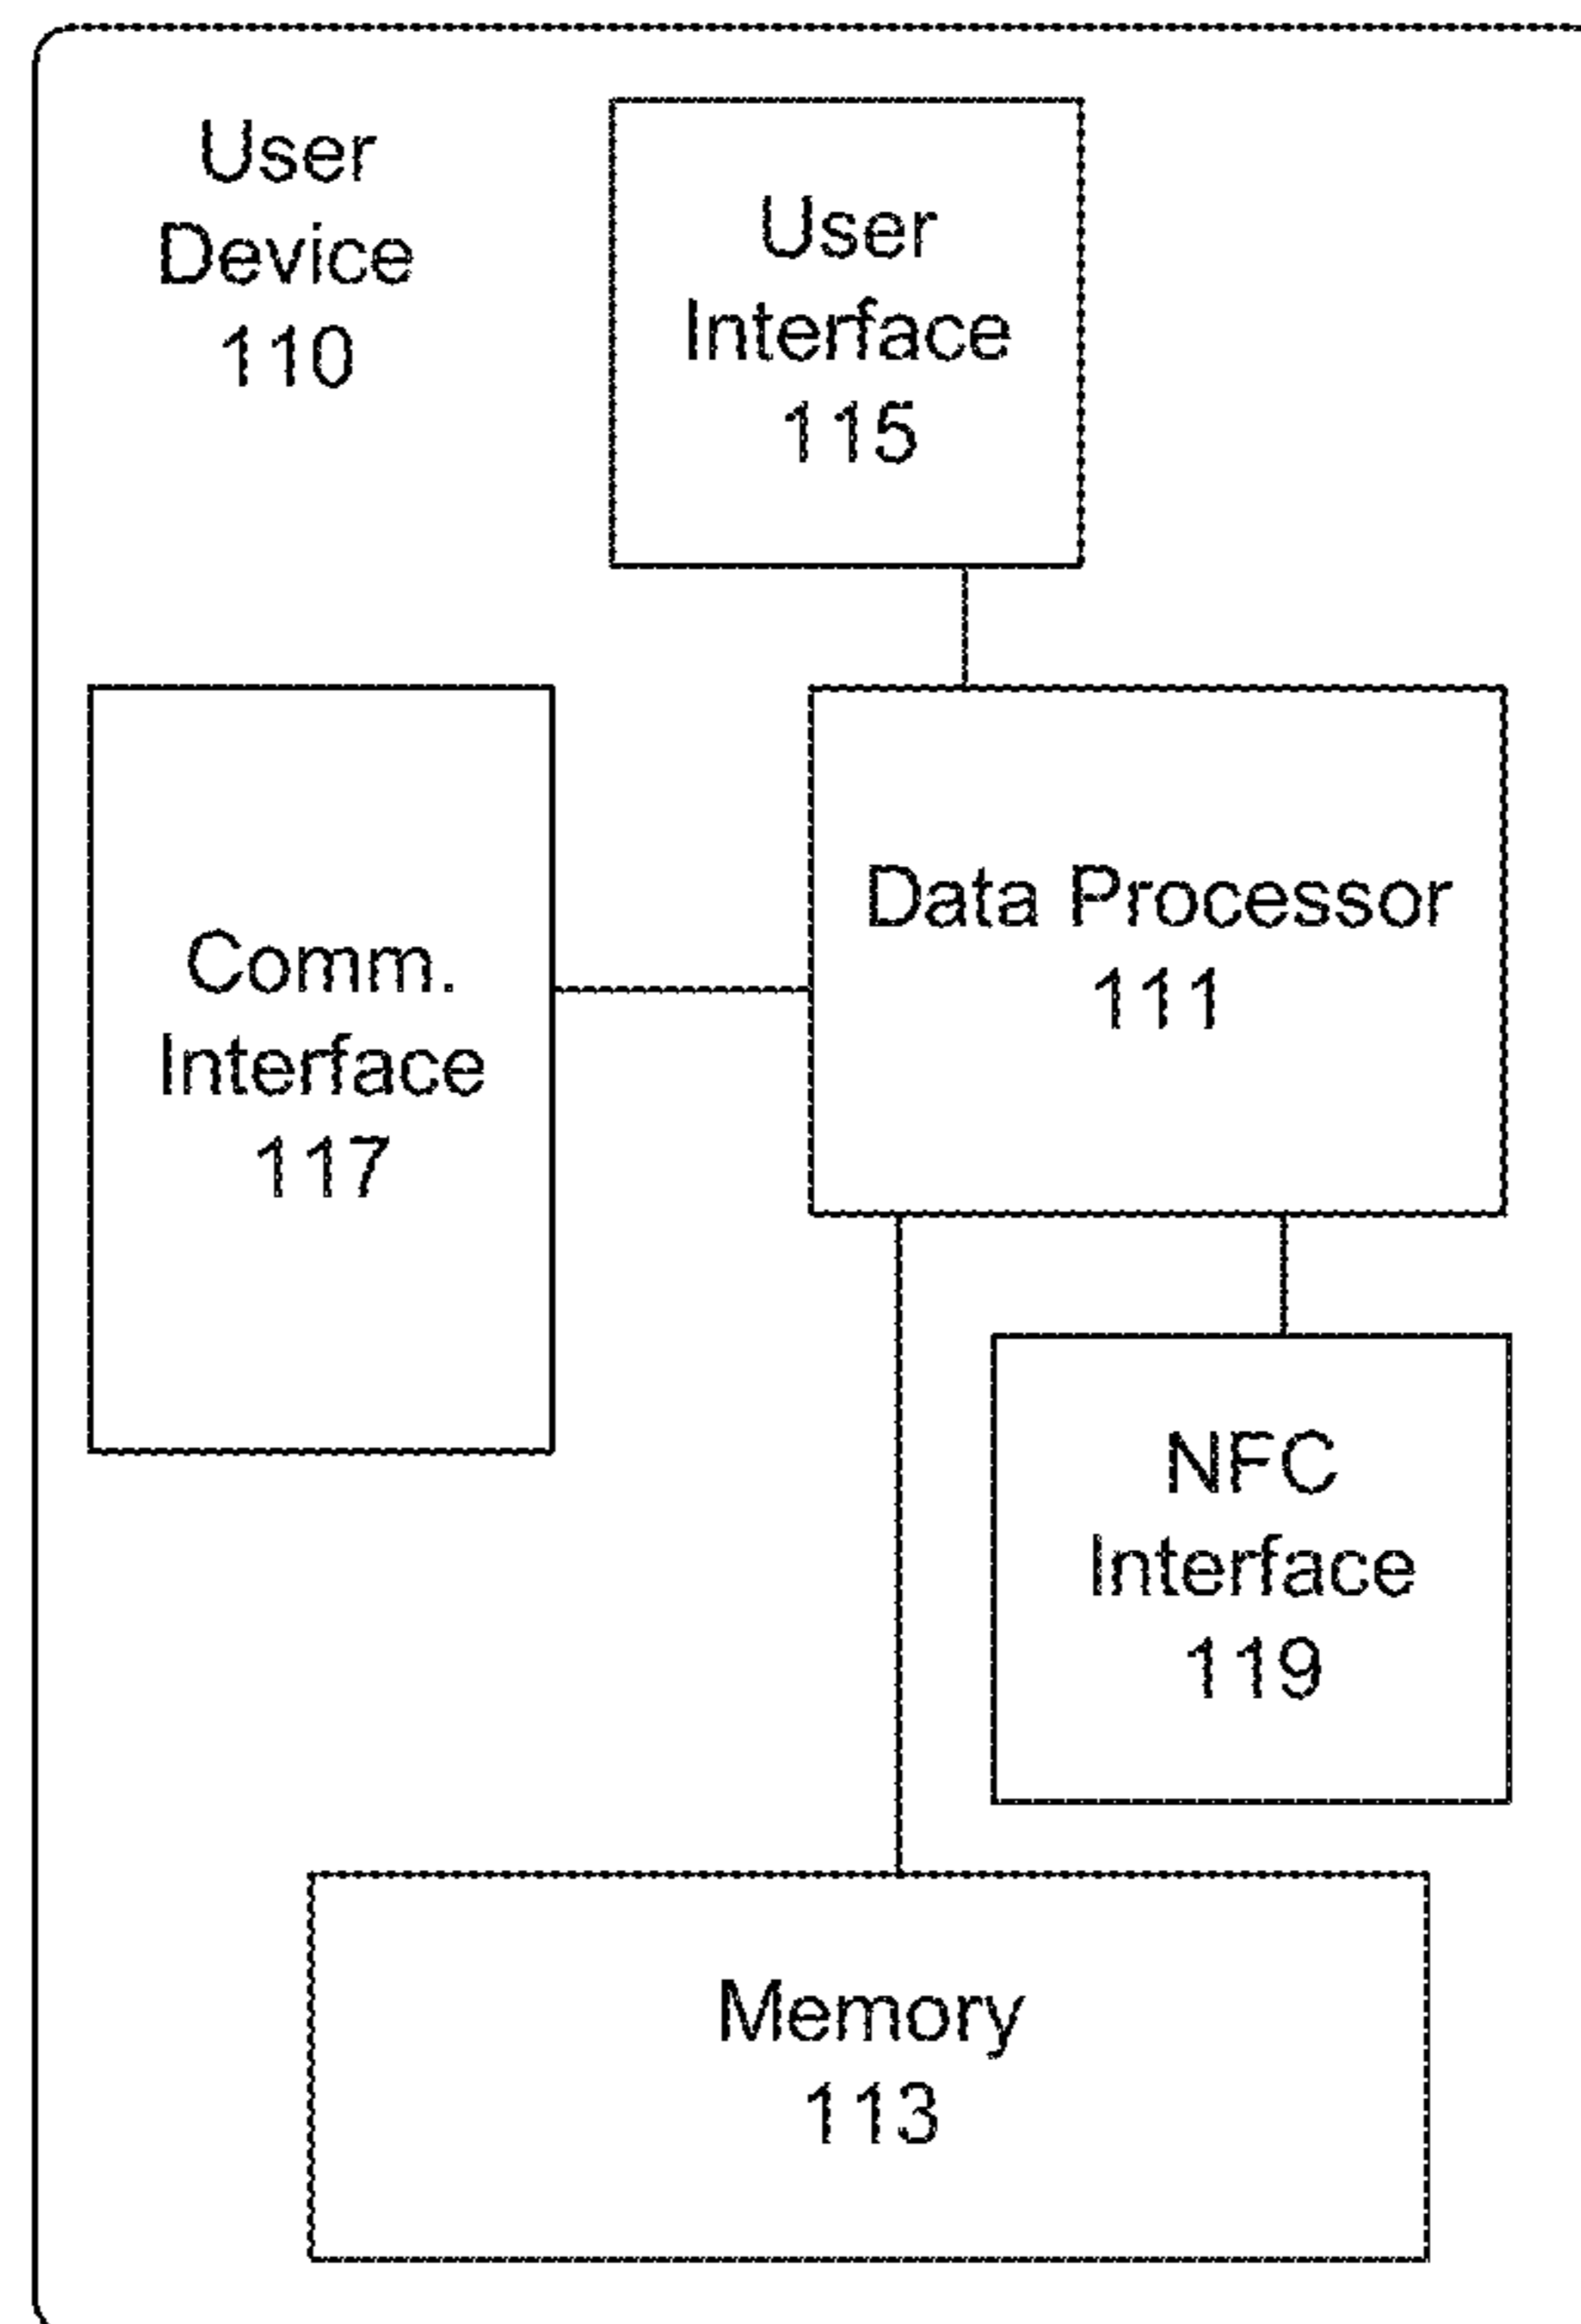 User
Device
110
User
Interface
115
Comm.
Interface
117
Data Processor
111
NFC
Interface
119
Memory
113